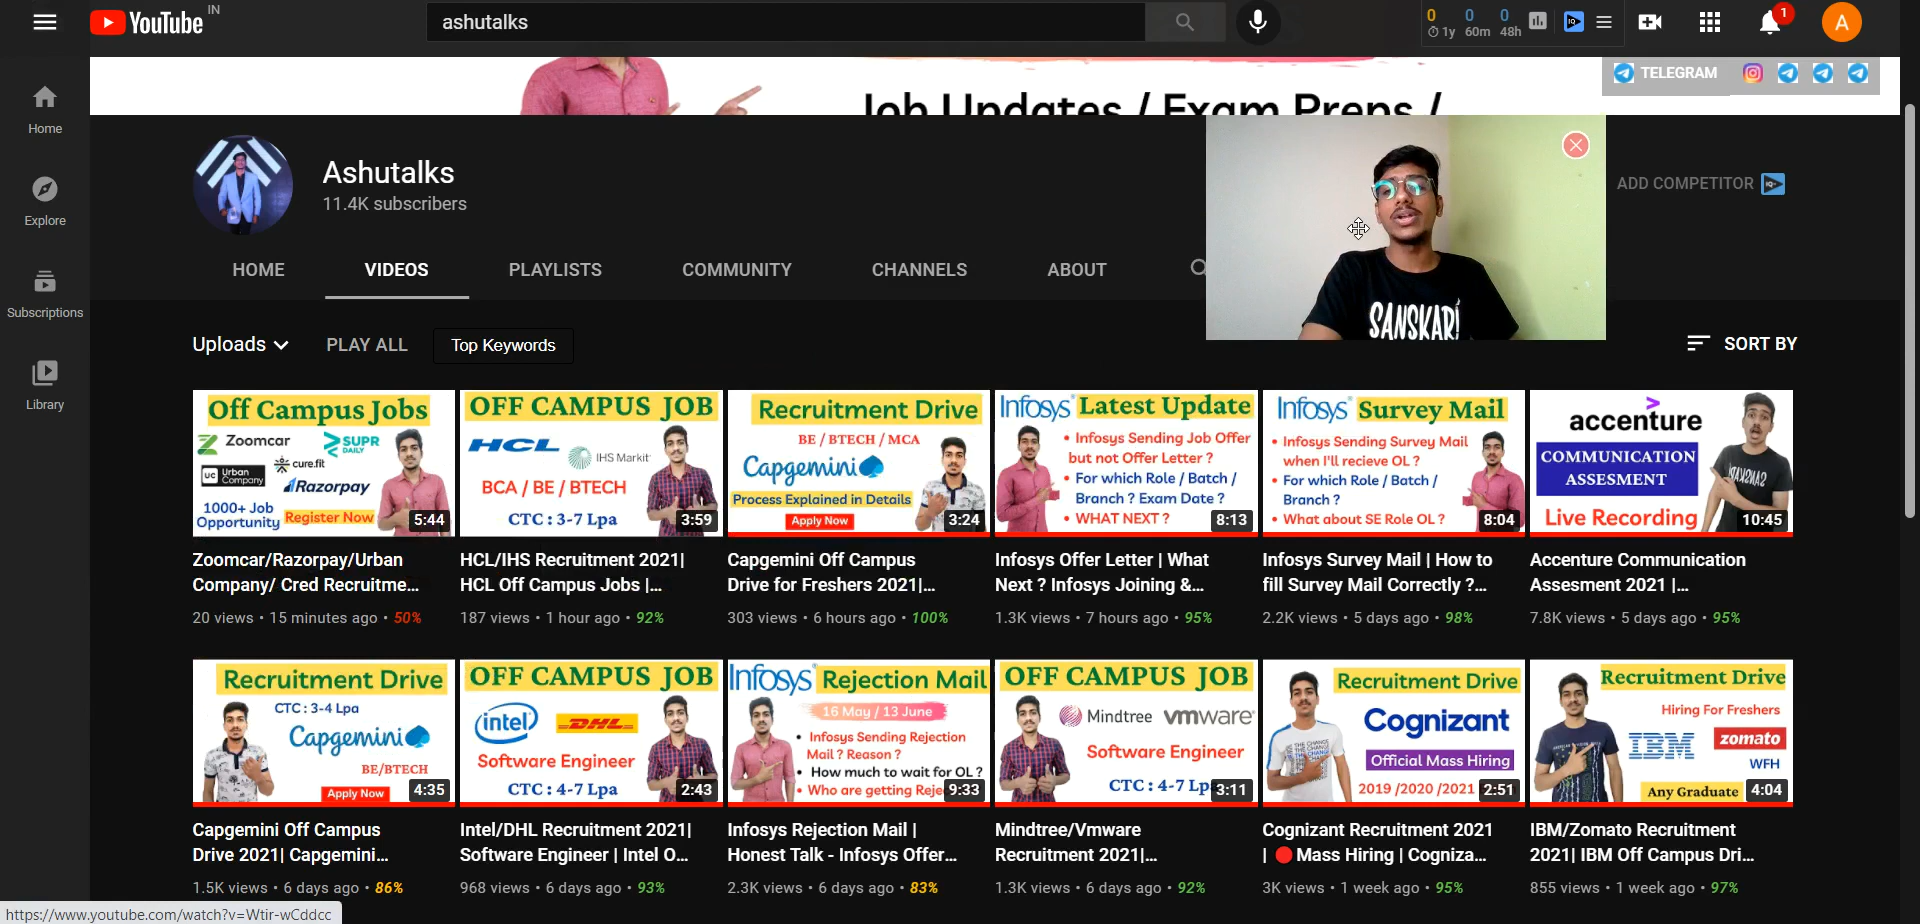 YouTube IN
ashutalks
0 0 0
1y 60m 48h
1
A
TELEGRAM
Job Updates / Exam Preps /
Home
Explore
Subscriptions
Library
Ashutalks
11.4K subscribers
ADD COMPETITOR
HOME VIDEOS PLAYLISTS COMMUNITY CHANNELS ABOUT
SANSKARI
Uploads PLAY ALL Top Keywords SORT BY
Off Campus Jobs
Zoomcar SUPR DAILY
cure.fit
UC Urban Company Razorpay
1000+ Job Opportunity Register Now
5:44
Zoomcar/Razorpay/Urban
Company/ Cred Recruitme...
20 views • 15 minutes ago • 50%
OFF CAMPUS JOB
HCL IHS Markit
BCA / BE / BTECH
CTC : 3-7 Lpa
3:59
HCL/IHS Recruitment 2021|
HCL Off Campus Jobs |...
187 views • 1 hour ago • 92%
Recruitment Drive
BE / BTECH / MCA
Capgemini
Process Explained in Details
Apply Now
3:24
Capgemini Off Campus
Drive for Freshers 2021|...
303 views • 6 hours ago • 100%
Infosys Latest Update
• Infosys Sending Job Offer
but not Offer Letter ?
• For which Role / Batch /
Branch ? Exam Date ?
• WHAT NEXT ?
8:13
Infosys Offer Letter | What
Next ? Infosys Joining &...
1.3K views • 7 hours ago • 95%
Infosys Survey Mail
• Infosys Sending Survey Mail
when I'll recieve OL ?
• For which Role / Batch /
Branch ?
• What about SE Role OL ?
8:04
Infosys Survey Mail | How to
fill Survey Mail Correctly ?...
2.2K views • 5 days ago • 98%
accenture
COMMUNICATION
ASSESMENT
Live Recording
10:45
Accenture Communication
Assesment 2021 |...
7.8K views • 5 days ago • 95%
Recruitment Drive
CTC : 3-4 Lpa
Capgemini
BE/BTECH
Apply Now
4:35
Capgemini Off Campus
Drive 2021| Capgemini...
1.5K views • 6 days ago • 86%
OFF CAMPUS JOB
intel DHL
Software Engineer
CTC : 4-7 Lpa
2:43
Intel/DHL Recruitment 2021|
Software Engineer | Intel O...
968 views • 6 days ago • 93%
Infosys Rejection Mail
16 May / 13 June
• Infosys Sending Rejection
Mail ? Reason ?
• How much to wait for OL ?
• Who are getting Reje
9:33
Infosys Rejection Mail |
Honest Talk - Infosys Offer...
2.3K views • 6 days ago • 83%
OFF CAMPUS JOB
Mindtree vmware
Software Engineer
CTC : 4-7 Lp
3:11
Mindtree/Vmware
Recruitment 2021|...
1.3K views • 6 days ago • 92%
Recruitment Drive
Cognizant
Official Mass Hiring
2019 /2020 /2021
2:51
Cognizant Recruitment 2021
| 🔴 Mass Hiring | Cogniza...
3K views • 1 week ago • 95%
Recruitment Drive
Hiring For Freshers
IBM zomato
WFH
Any Graduate
4:04
IBM/Zomato Recruitment
2021| IBM Off Campus Dri...
855 views • 1 week ago • 97%
https://www.youtube.com/watch?v=Wtir-wCddcc